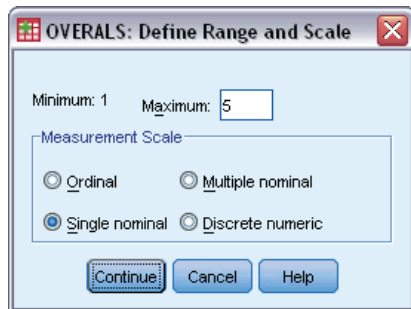 OVERALS: Define Range and Scale
Minimum: 1 Maximum: 5
Measurement Scale
Ordinal Multiple nominal
Single nominal Discrete numeric
Continue Cancel Help